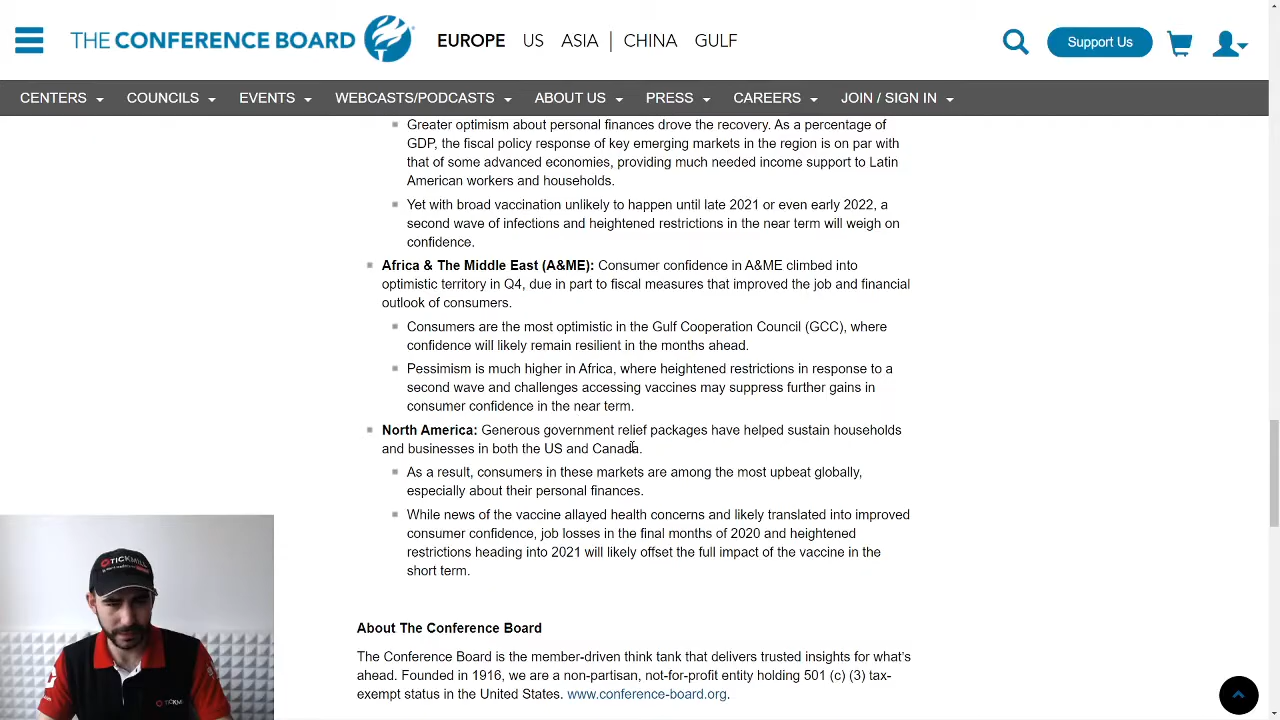 THE CONFERENCE BOARD
EUROPE US ASIA | CHINA GULF
Support Us
CENTERS COUNCILS EVENTS WEBCASTS/PODCASTS ABOUT US PRESS CAREERS JOIN / SIGN IN
Greater optimism about personal finances drove the recovery. As a percentage of
GDP, the fiscal policy response of key emerging markets in the region is on par with
that of some advanced economies, providing much needed income support to Latin
American workers and households.
Yet with broad vaccination unlikely to happen until late 2021 or even early 2022, a
second wave of infections and heightened restrictions in the near term will weigh on
confidence.
Africa & The Middle East (A&ME): Consumer confidence in A&ME climbed into
optimistic territory in Q4, due in part to fiscal measures that improved the job and financial
outlook of consumers.
Consumers are the most optimistic in the Gulf Cooperation Council (GCC), where
confidence will likely remain resilient in the months ahead.
Pessimism is much higher in Africa, where heightened restrictions in response to a
second wave and challenges accessing vaccines may suppress further gains in
consumer confidence in the near term.
North America: Generous government relief packages have helped sustain households
and businesses in both the US and Canada.
As a result, consumers in these markets are among the most upbeat globally,
especially about their personal finances.
While news of the vaccine allayed health concerns and likely translated into improved
consumer confidence, job losses in the final months of 2020 and heightened
restrictions heading into 2021 will likely offset the full impact of the vaccine in the
short term.
About The Conference Board
The Conference Board is the member-driven think tank that delivers trusted insights for what's
ahead. Founded in 1916, we are a non-partisan, not-for-profit entity holding 501 (c) (3) tax-
exempt status in the United States. www.conference-board.org.
TICKMILL